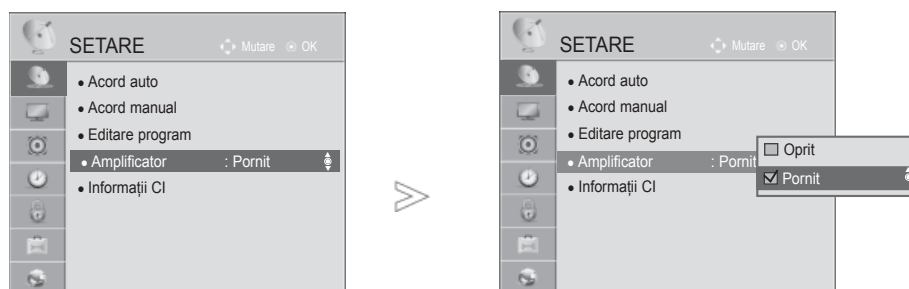 SETARE Mutare OK
• Acord auto
• Acord manual
• Editare program
• Amplificator : Pornit
• Informații CI
SETARE Mutare OK
• Acord auto
• Acord manual
• Editare program
• Amplificator : Pornit
• Informații CI
Oprit
Pornit